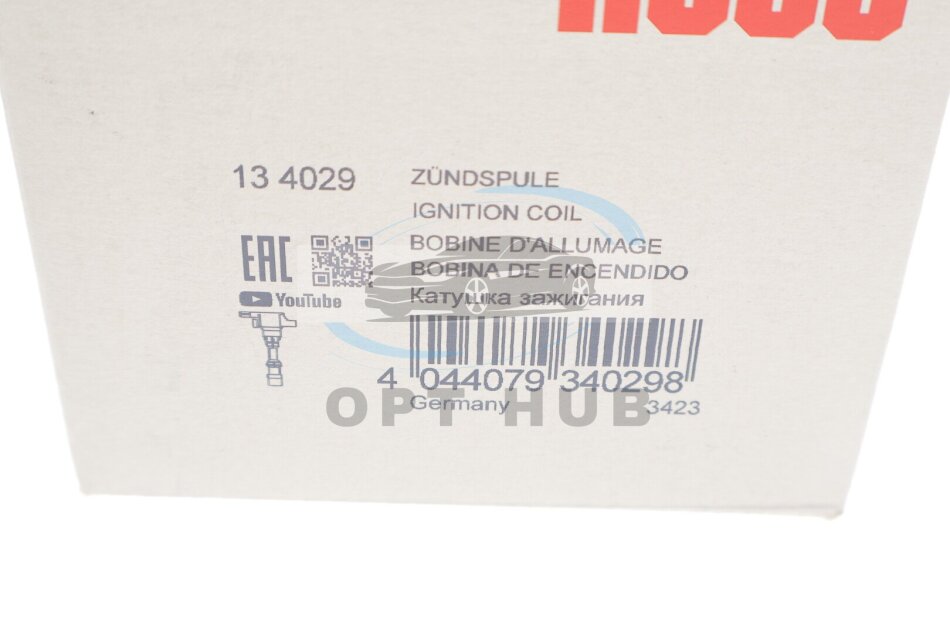 13 4029
ZÜNDSPULE
IGNITION COIL
BOBINE D'ALLUMAGE
BOBINA DE ENCENDIDO
Катушка зажигания
EAC
YouTube
4 044079 340298
Germany 3423
OPT HUB